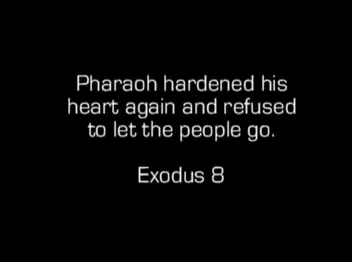 Pharaoh hardened his
heart again and refused
to let the people go.
Exodus 8